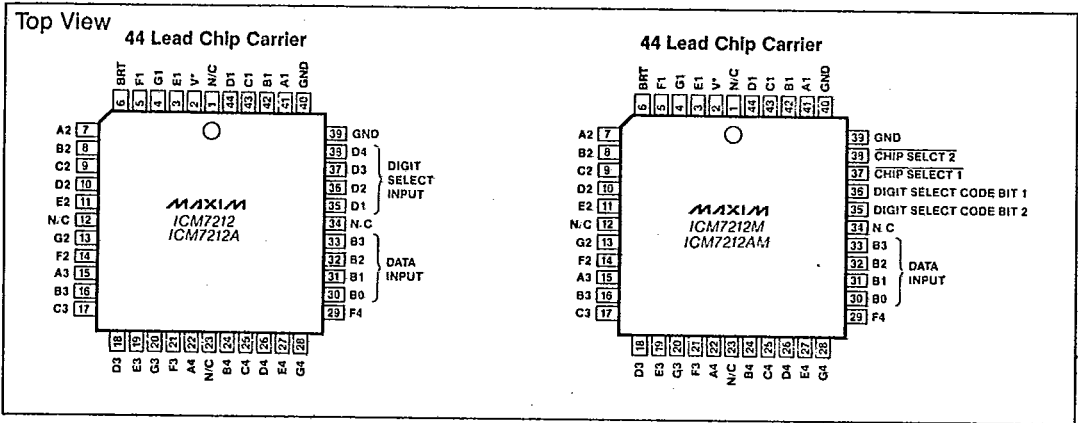 Top View
44 Lead Chip Carrier
BRT F1 G1 E1 V+ N/C D1 C1 B1 A1 GND
6 5 4 3 2 1 44 43 42 41 40
A2 7
B2 8
C2 9
D2 10
E2 11
N/C 12
G2 13
F2 14
A3 15
B3 16
C3 17
MAXIM
ICM7212
ICM7212A
39 GND
38 D4
37 D3
36 D2
35 D1
DIGIT
SELECT
INPUT
34 N/C
33 B3
32 B2
31 B1
30 B0
DATA
INPUT
29 F4
18 19 20 21 22 23 24 25 26 27 28
D3 E3 G3 F3 A4 N/C B4 C4 D4 E4 G4
44 Lead Chip Carrier
BRT F1 G1 E1 V+ N/C D1 C1 B1 A1 GND
6 5 4 3 2 1 44 43 42 41 40
A2 7
B2 8
C2 9
D2 10
E2 11
N/C 12
G2 13
F2 14
A3 15
B3 16
C3 17
MAXIM
ICM7212M
ICM7212AM
39 GND
38 CHIP SELCT 2
37 CHIP SELECT 1
36 DIGIT SELECT CODE BIT 1
35 DIGIT SELECT CODE BIT 2
34 N C
33 B3
32 B2
31 B1
30 B0
DATA
INPUT
29 F4
18 19 20 21 22 23 24 25 26 27 28
D3 E3 G3 F3 A4 N/C B4 C4 D4 E4 G4